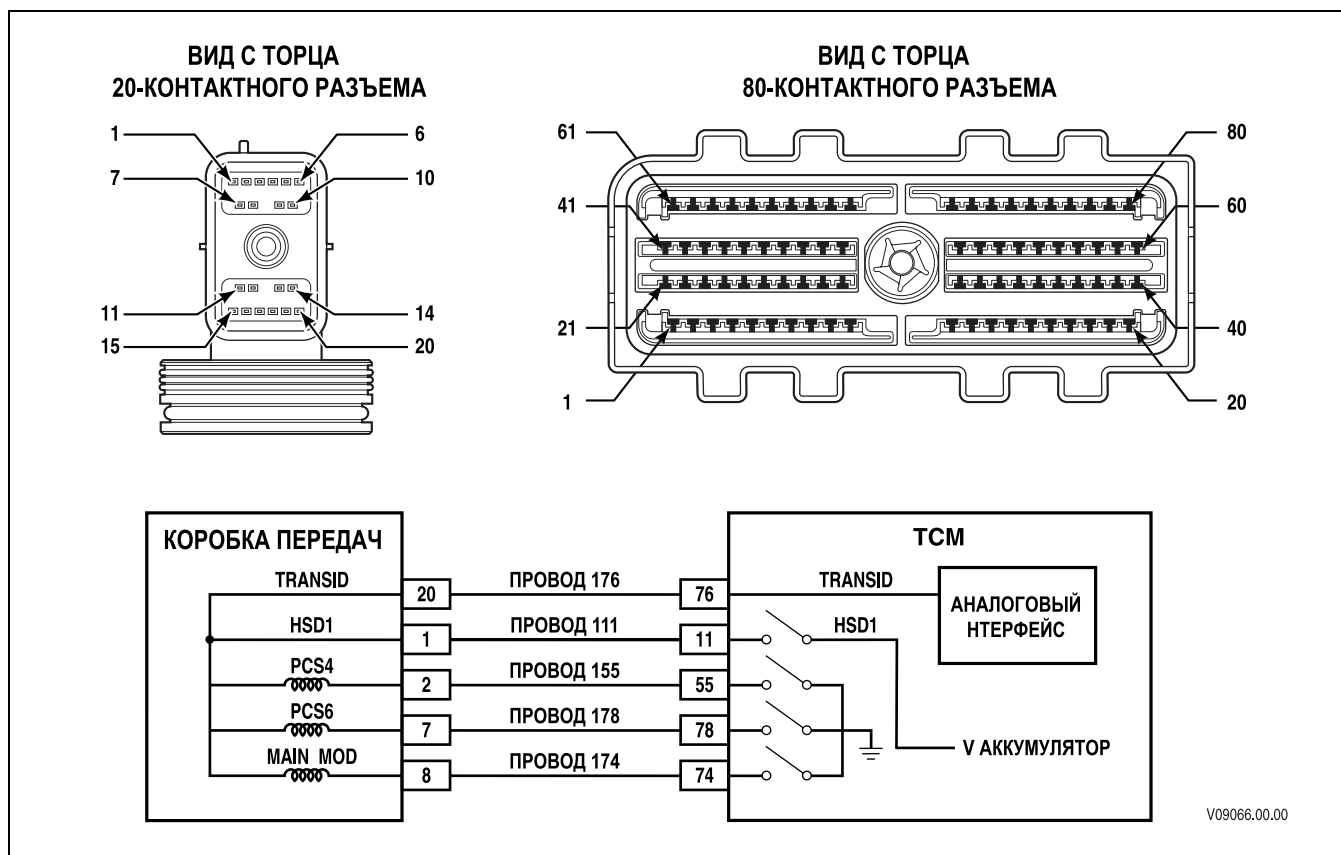 ВИД С ТОРЦА
20-КОНТАКТНОГО РАЗЪЕМА
1
6
7
10
11
14
15
20
ВИД С ТОРЦА
80-КОНТАКТНОГО РАЗЪЕМА
61
80
41
60
21
40
1
20
КОРОБКА ПЕРЕДАЧ
TCM
TRANSID 20 ПРОВОД 176 76 TRANSID
АНАЛОГОВЫЙ
НТЕРФЕЙС
HSD1 1 ПРОВОД 111 11 HSD1
PCS4 2 ПРОВОД 155 55
PCS6 7 ПРОВОД 178 78
MAIN MOD 8 ПРОВОД 174 74
V АККУМУЛЯТОР
V09066.00.00